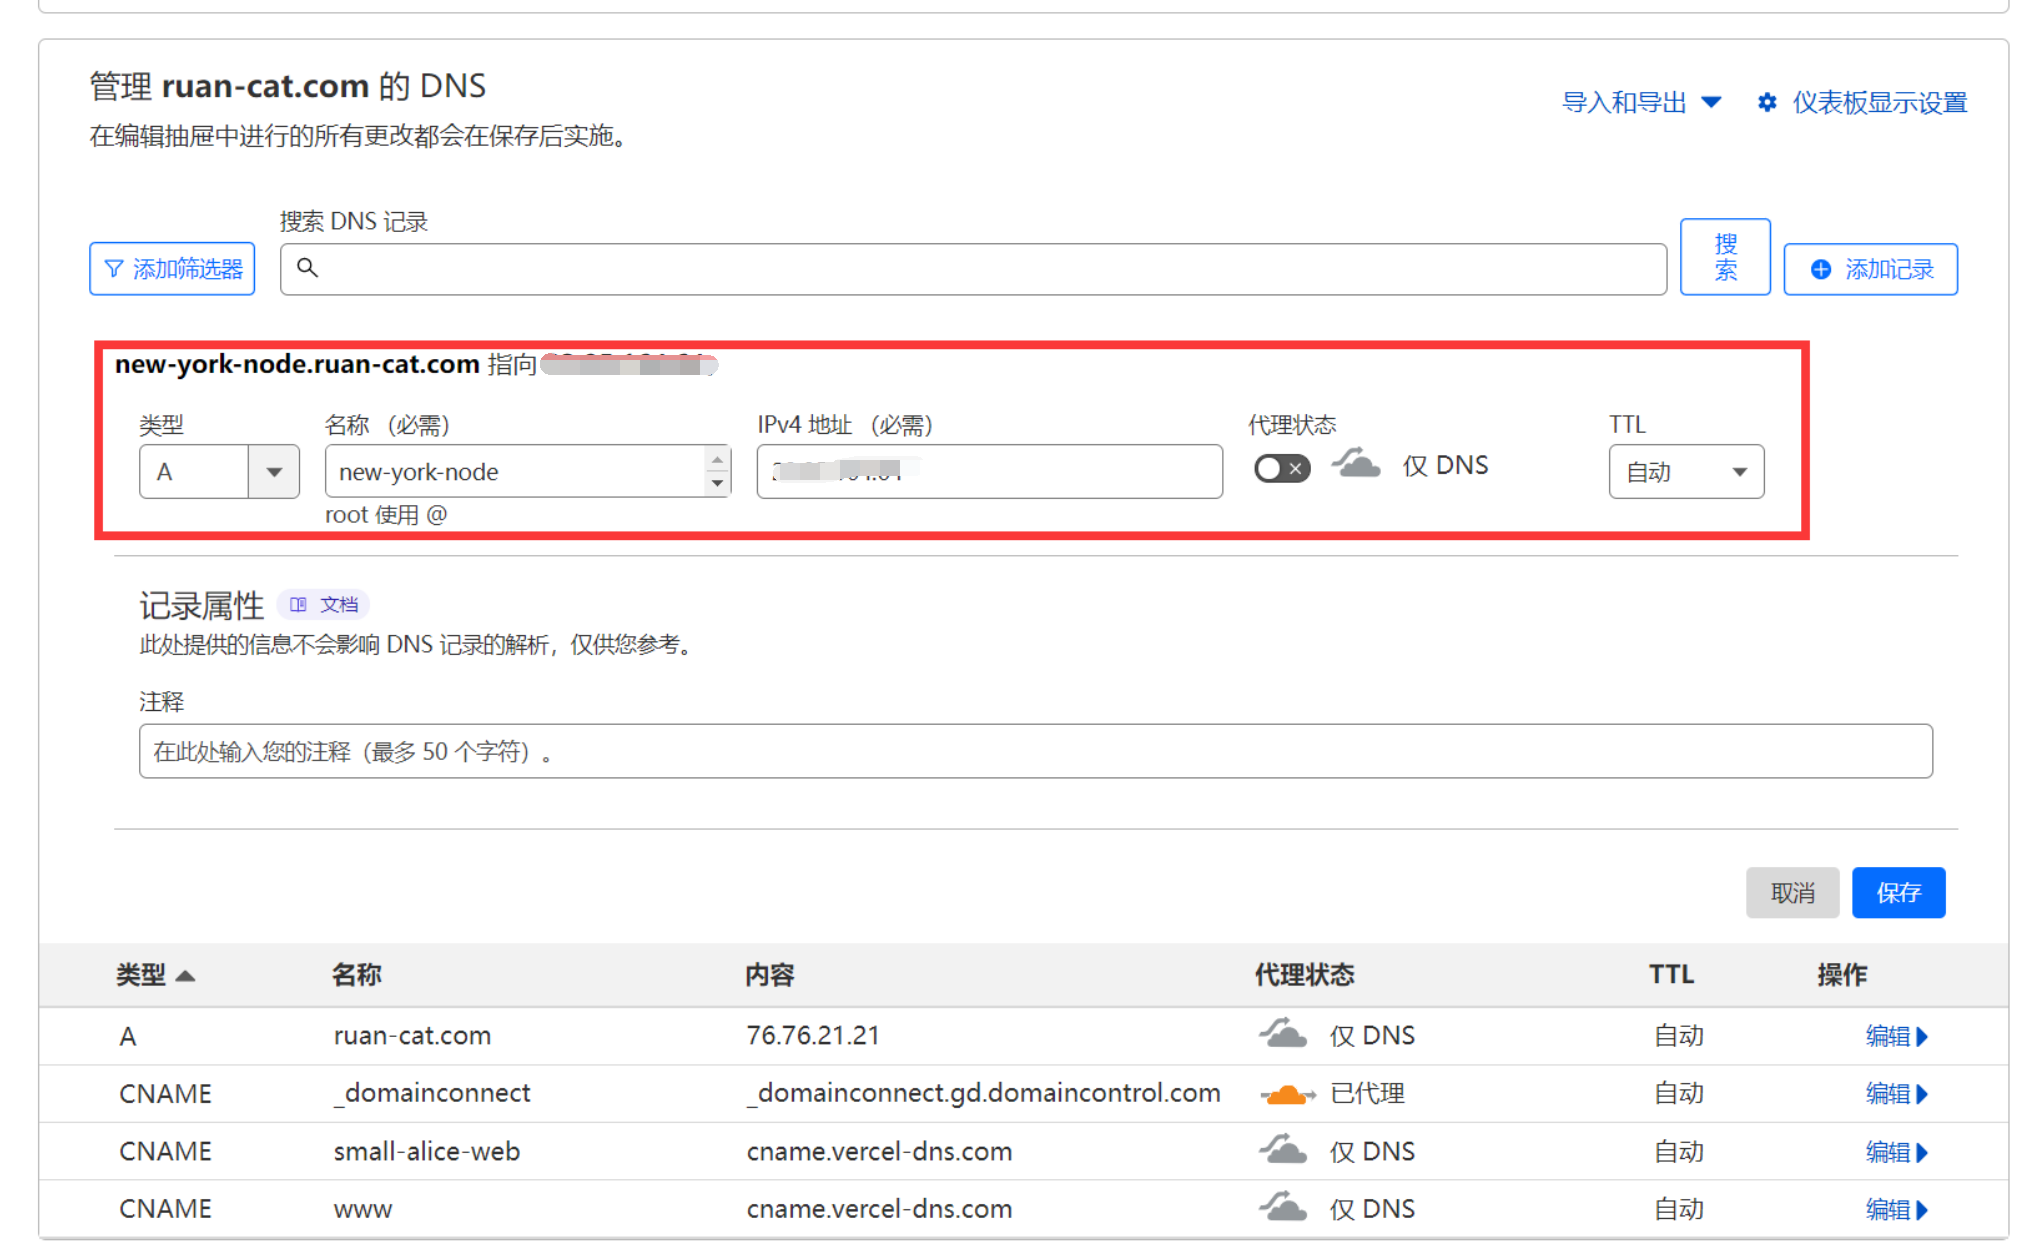 管理 ruan-cat.com 的 DNS
导入和导出
仪表板显示设置
在编辑抽屉中进行的所有更改都会在保存后实施。
搜索 DNS 记录
添加筛选器
搜索
添加记录
new-york-node.ruan-cat.com 指向
类型
名称 （必需）
IPv4 地址 （必需）
代理状态
TTL
A
new-york-node
仅 DNS
自动
root 使用 @
记录属性
文档
此处提供的信息不会影响 DNS 记录的解析，仅供您参考。
注释
在此处输入您的注释（最多 50 个字符）。
取消
保存
类型 名称 内容 代理状态 TTL 操作
A ruan-cat.com 76.76.21.21 仅 DNS 自动 编辑
CNAME _domainconnect _domainconnect.gd.domaincontrol.com 已代理 自动 编辑
CNAME small-alice-web cname.vercel-dns.com 仅 DNS 自动 编辑
CNAME www cname.vercel-dns.com 仅 DNS 自动 编辑